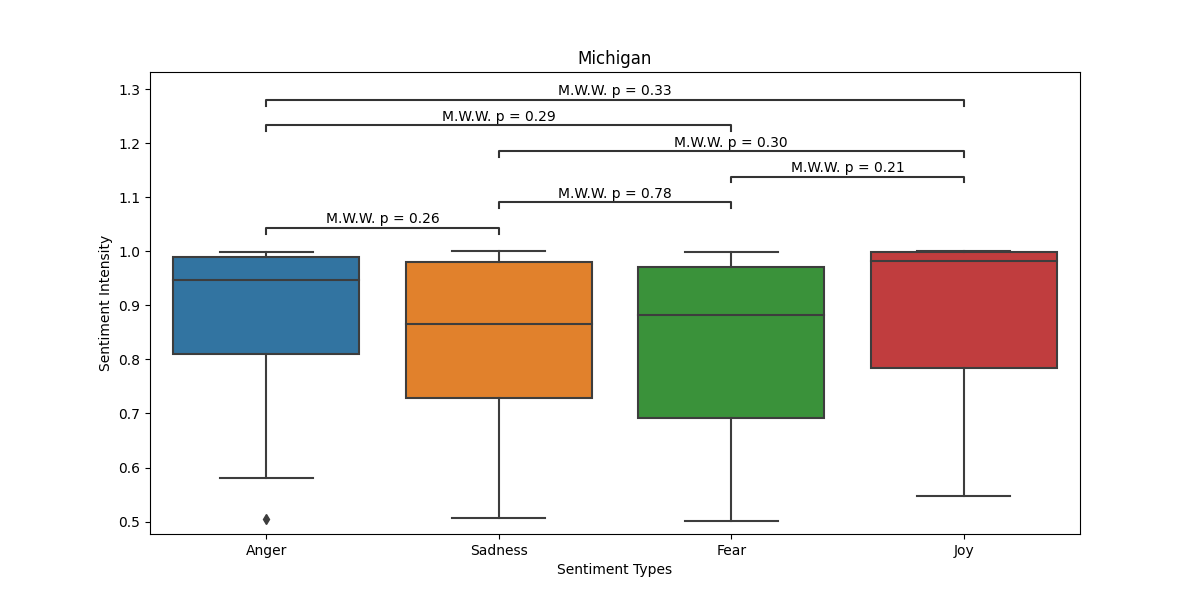 Michigan
1.3
1.2
1.1
1.0
0.9
0.8
0.7
0.6
0.5
Sentiment Intensity
M.W.W. p = 0.33
M.W.W. p = 0.29
M.W.W. p = 0.30
M.W.W. p = 0.21
M.W.W. p = 0.78
M.W.W. p = 0.26
Anger Sadness Fear Joy
Sentiment Types